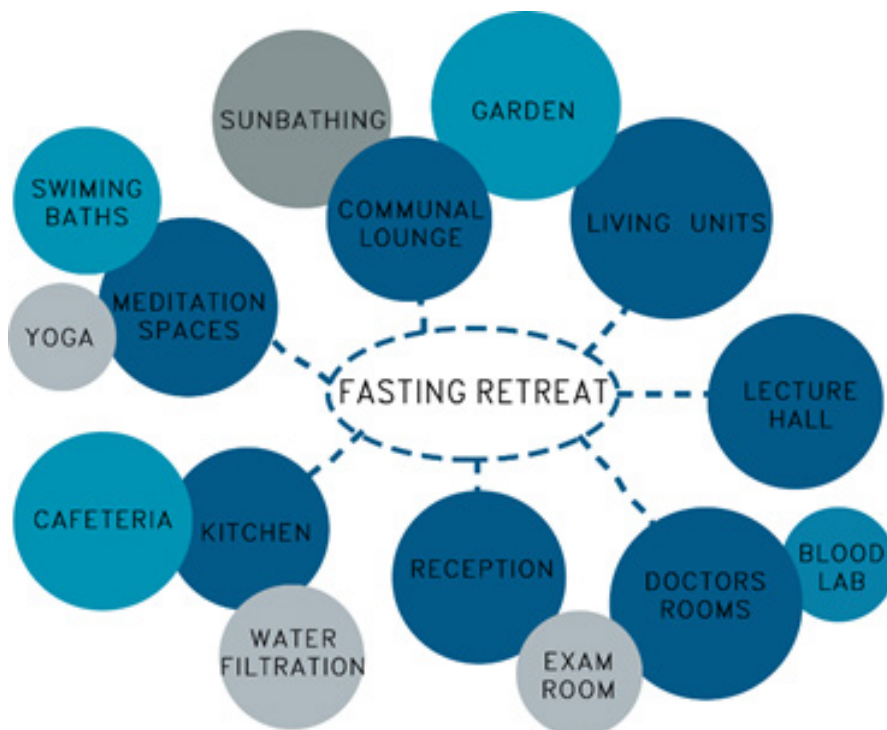 SUNBATHING
GARDEN
SWIMING
BATHS
COMMUNAL
LOUNGE
LIVING UNITS
MEDITATION
SPACES
YOGA
FASTING RETREAT
LECTURE
HALL
CAFETERIA
KITCHEN
RECEPTION
DOCTORS
ROOMS
BLOOD
LAB
WATER
FILTRATION
EXAM
ROOM